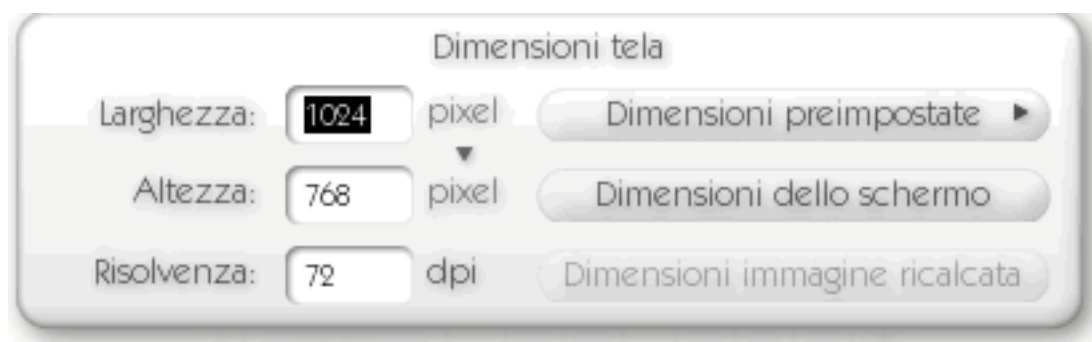 Dimensioni tela
Larghezza: 1024 pixel Dimensioni preimpostate
Altezza: 768 pixel Dimensioni dello schermo
Risolvenza: 72 dpi Dimensioni immagine ricalcata